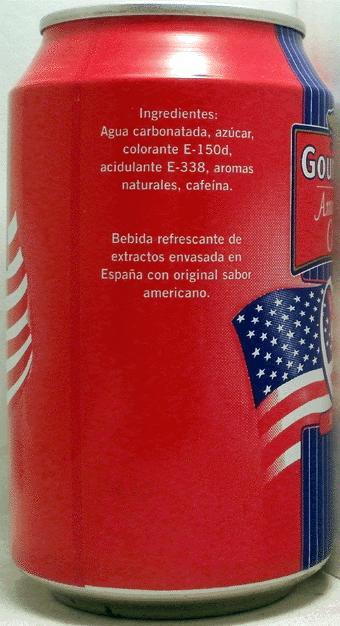 Ingredientes:
Agua carbonatada, azúcar,
colorante E-150d,
acidulante E-338, aromas
naturales, cafeína.
Bebida refrescante de
extractos envasada en
España con original sabor
americano.